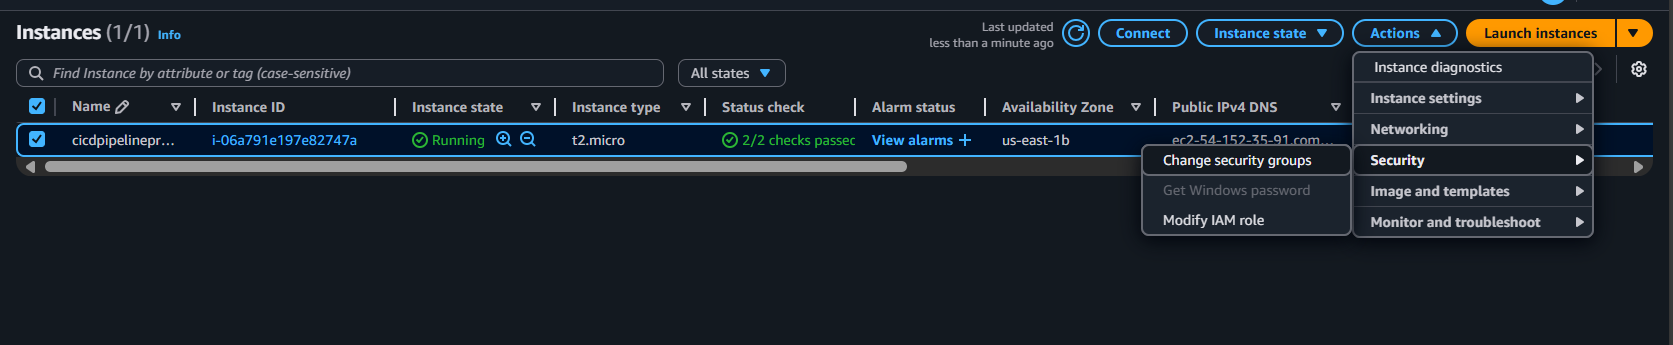 Instances (1/1) Info
Last updated
less than a minute ago
Connect
Instance state
Actions
Launch instances
Find Instance by attribute or tag (case-sensitive)
All states
Instance diagnostics
Name Instance ID Instance state Instance type Status check Alarm status Availability Zone Public IPv4 DNS
Instance settings
Networking
cicdpipelinepr... i-06a791e197e82747a Running t2.micro 2/2 checks passec View alarms + us-east-1b ec2-54-152-35-91.com...
Change security groups
Security
Get Windows password
Image and templates
Modify IAM role
Monitor and troubleshoot